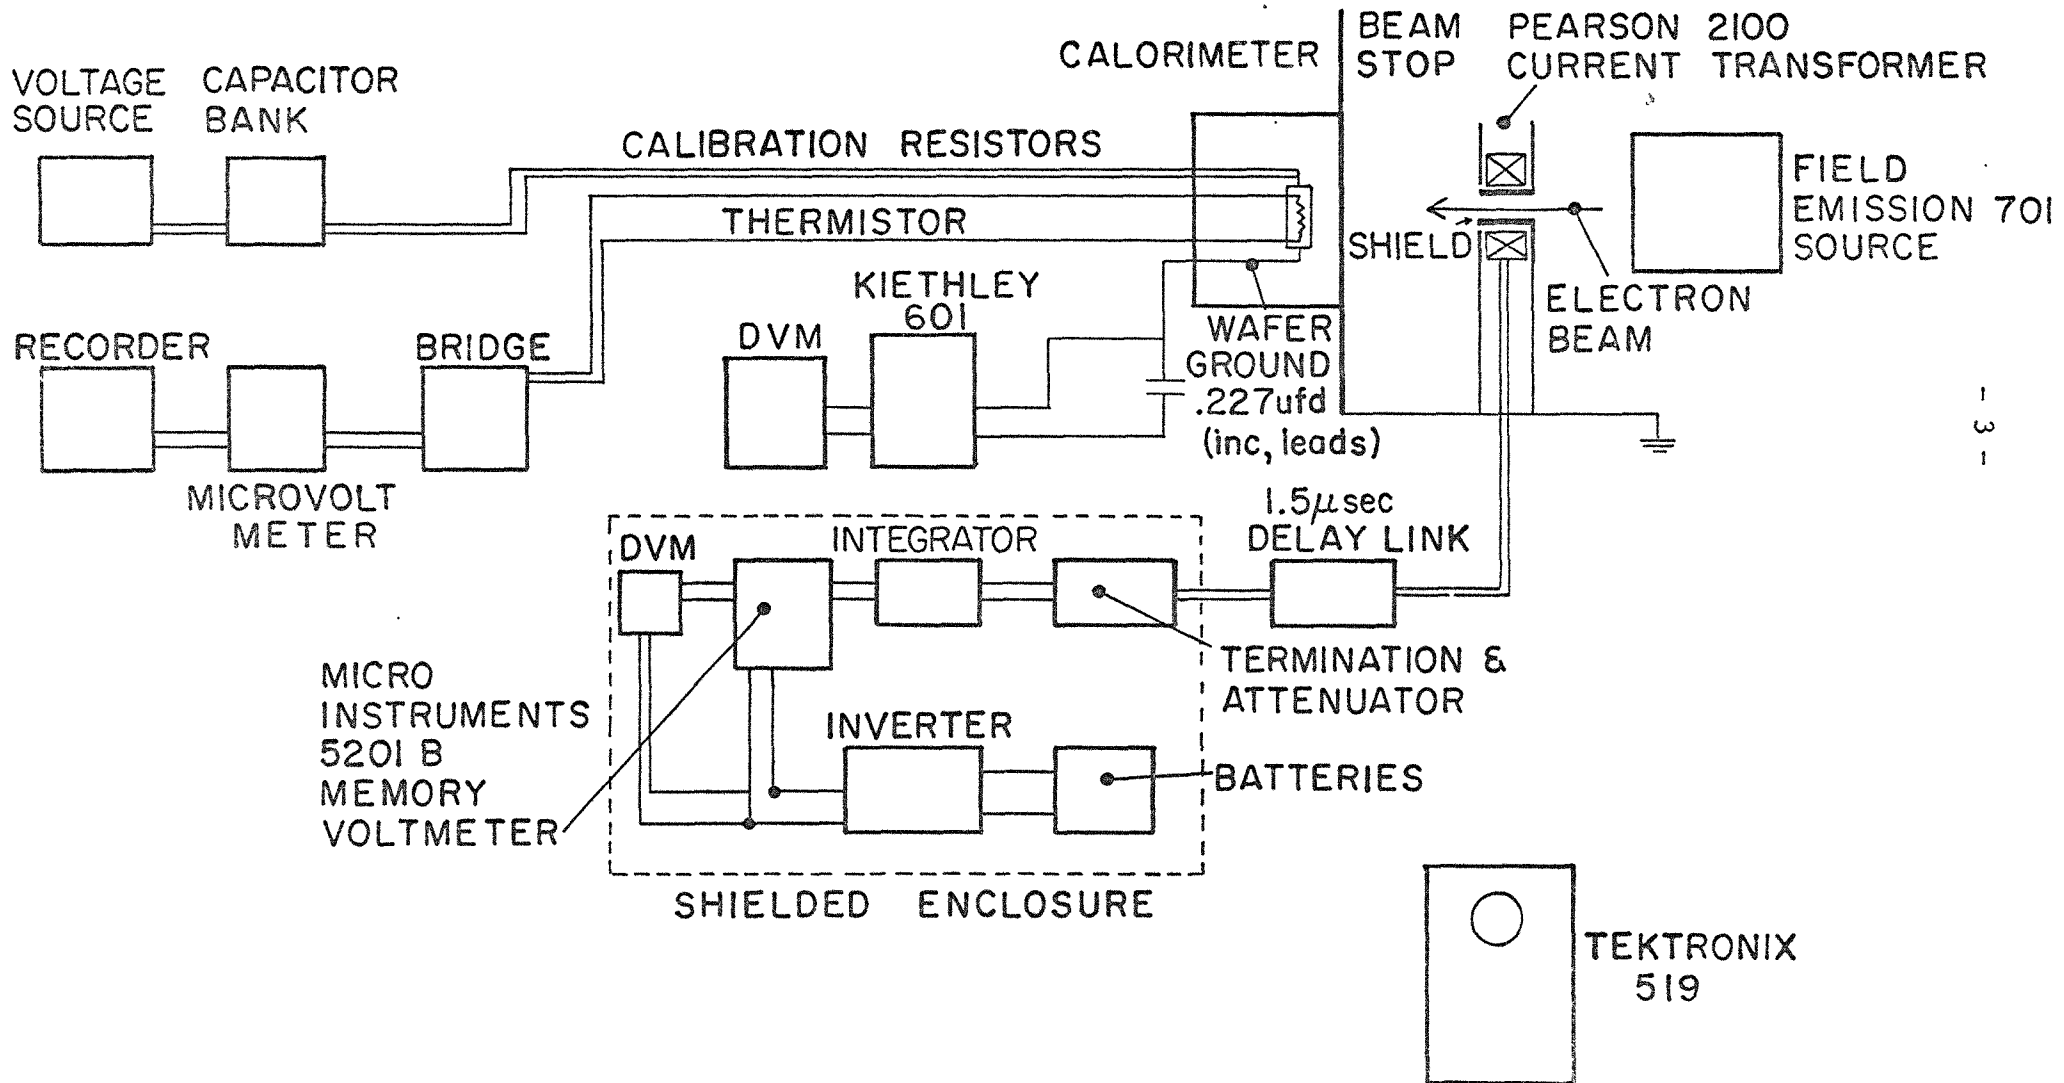 VOLTAGE
SOURCE
CAPACITOR
BANK
CALIBRATION RESISTORS
THERMISTOR
CALORIMETER
BEAM
STOP
PEARSON 2100
CURRENT TRANSFORMER
FIELD
EMISSION 701
SOURCE
SHIELD
ELECTRON
BEAM
RECORDER
MICROVOLT
METER
BRIDGE
DVM
KIETHLEY
601
WAFER
GROUND
.227ufd
(inc, leads)
- 3 -
1.5μsec
DELAY LINK
DVM
INTEGRATOR
TERMINATION &
ATTENUATOR
MICRO
INSTRUMENTS
5201 B
MEMORY
VOLTMETER
INVERTER
BATTERIES
SHIELDED ENCLOSURE
TEKTRONIX
519